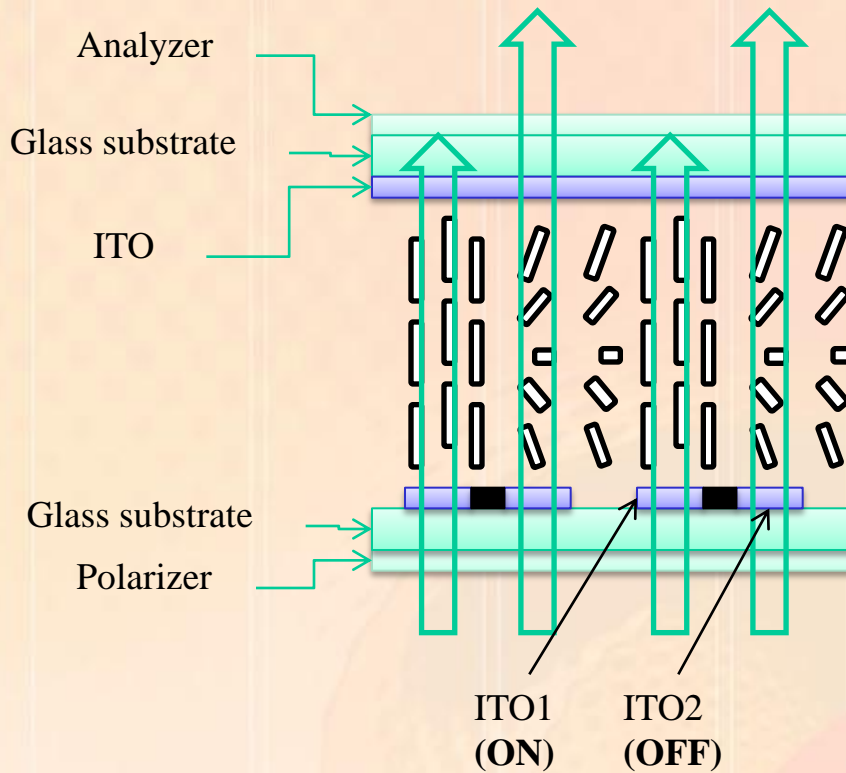 Analyzer
Glass substrate
ITO
Glass substrate
Polarizer
ITO1
(ON)
ITO2
(OFF)